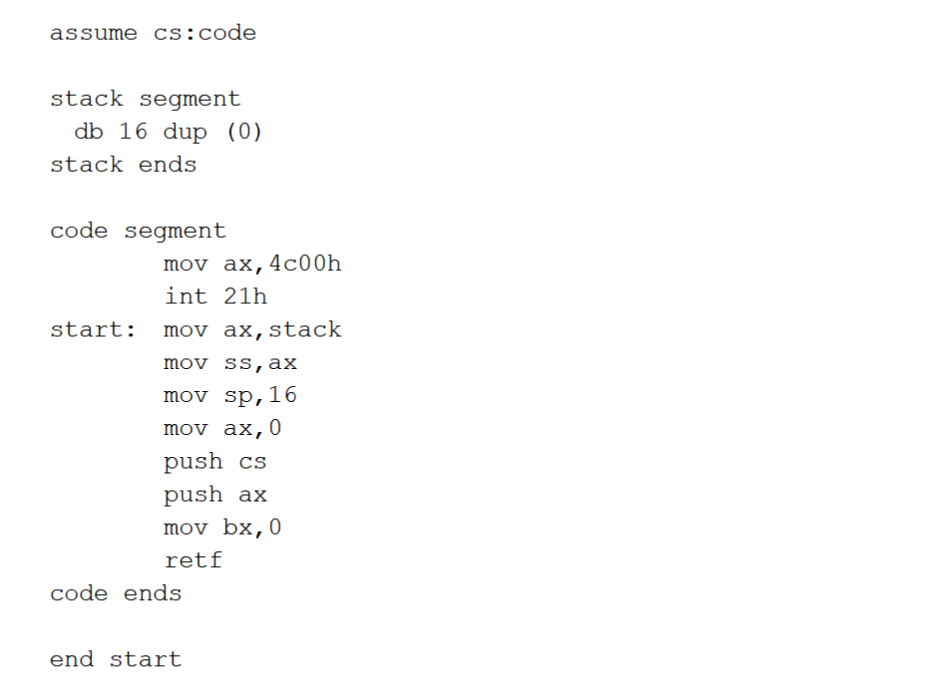 assume cs:code
stack segment
db 16 dup (0)
stack ends
code segment
mov ax,4c00h
int 21h
start: mov ax,stack
mov ss,ax
mov sp,16
mov ax,0
push cs
push ax
mov bx,0
retf
code ends
end start